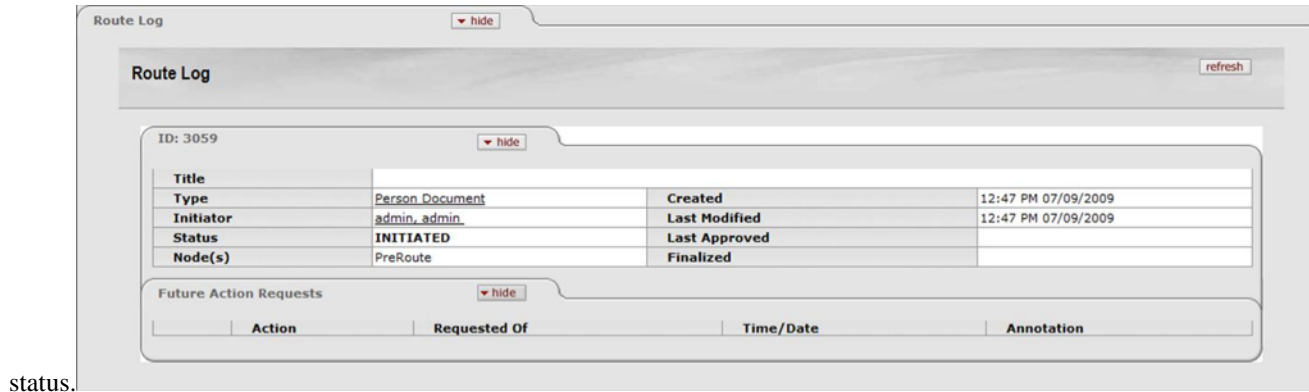 Route Log hide
Route Log refresh
ID: 3059 hide
Title
Type Person Document Created 12:47 PM 07/09/2009
Initiator admin, admin Last Modified 12:47 PM 07/09/2009
Status INITIATED Last Approved
Node(s) PreRoute Finalized
Future Action Requests hide
Action Requested Of Time/Date Annotation
status.